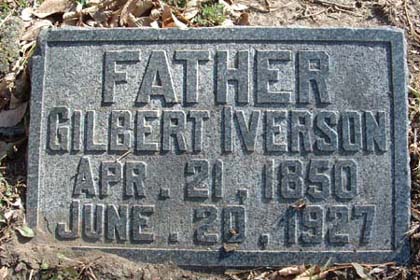 FATHER
GILBERT IVERSON
APR. 21, 1850
JUNE. 20, 1927